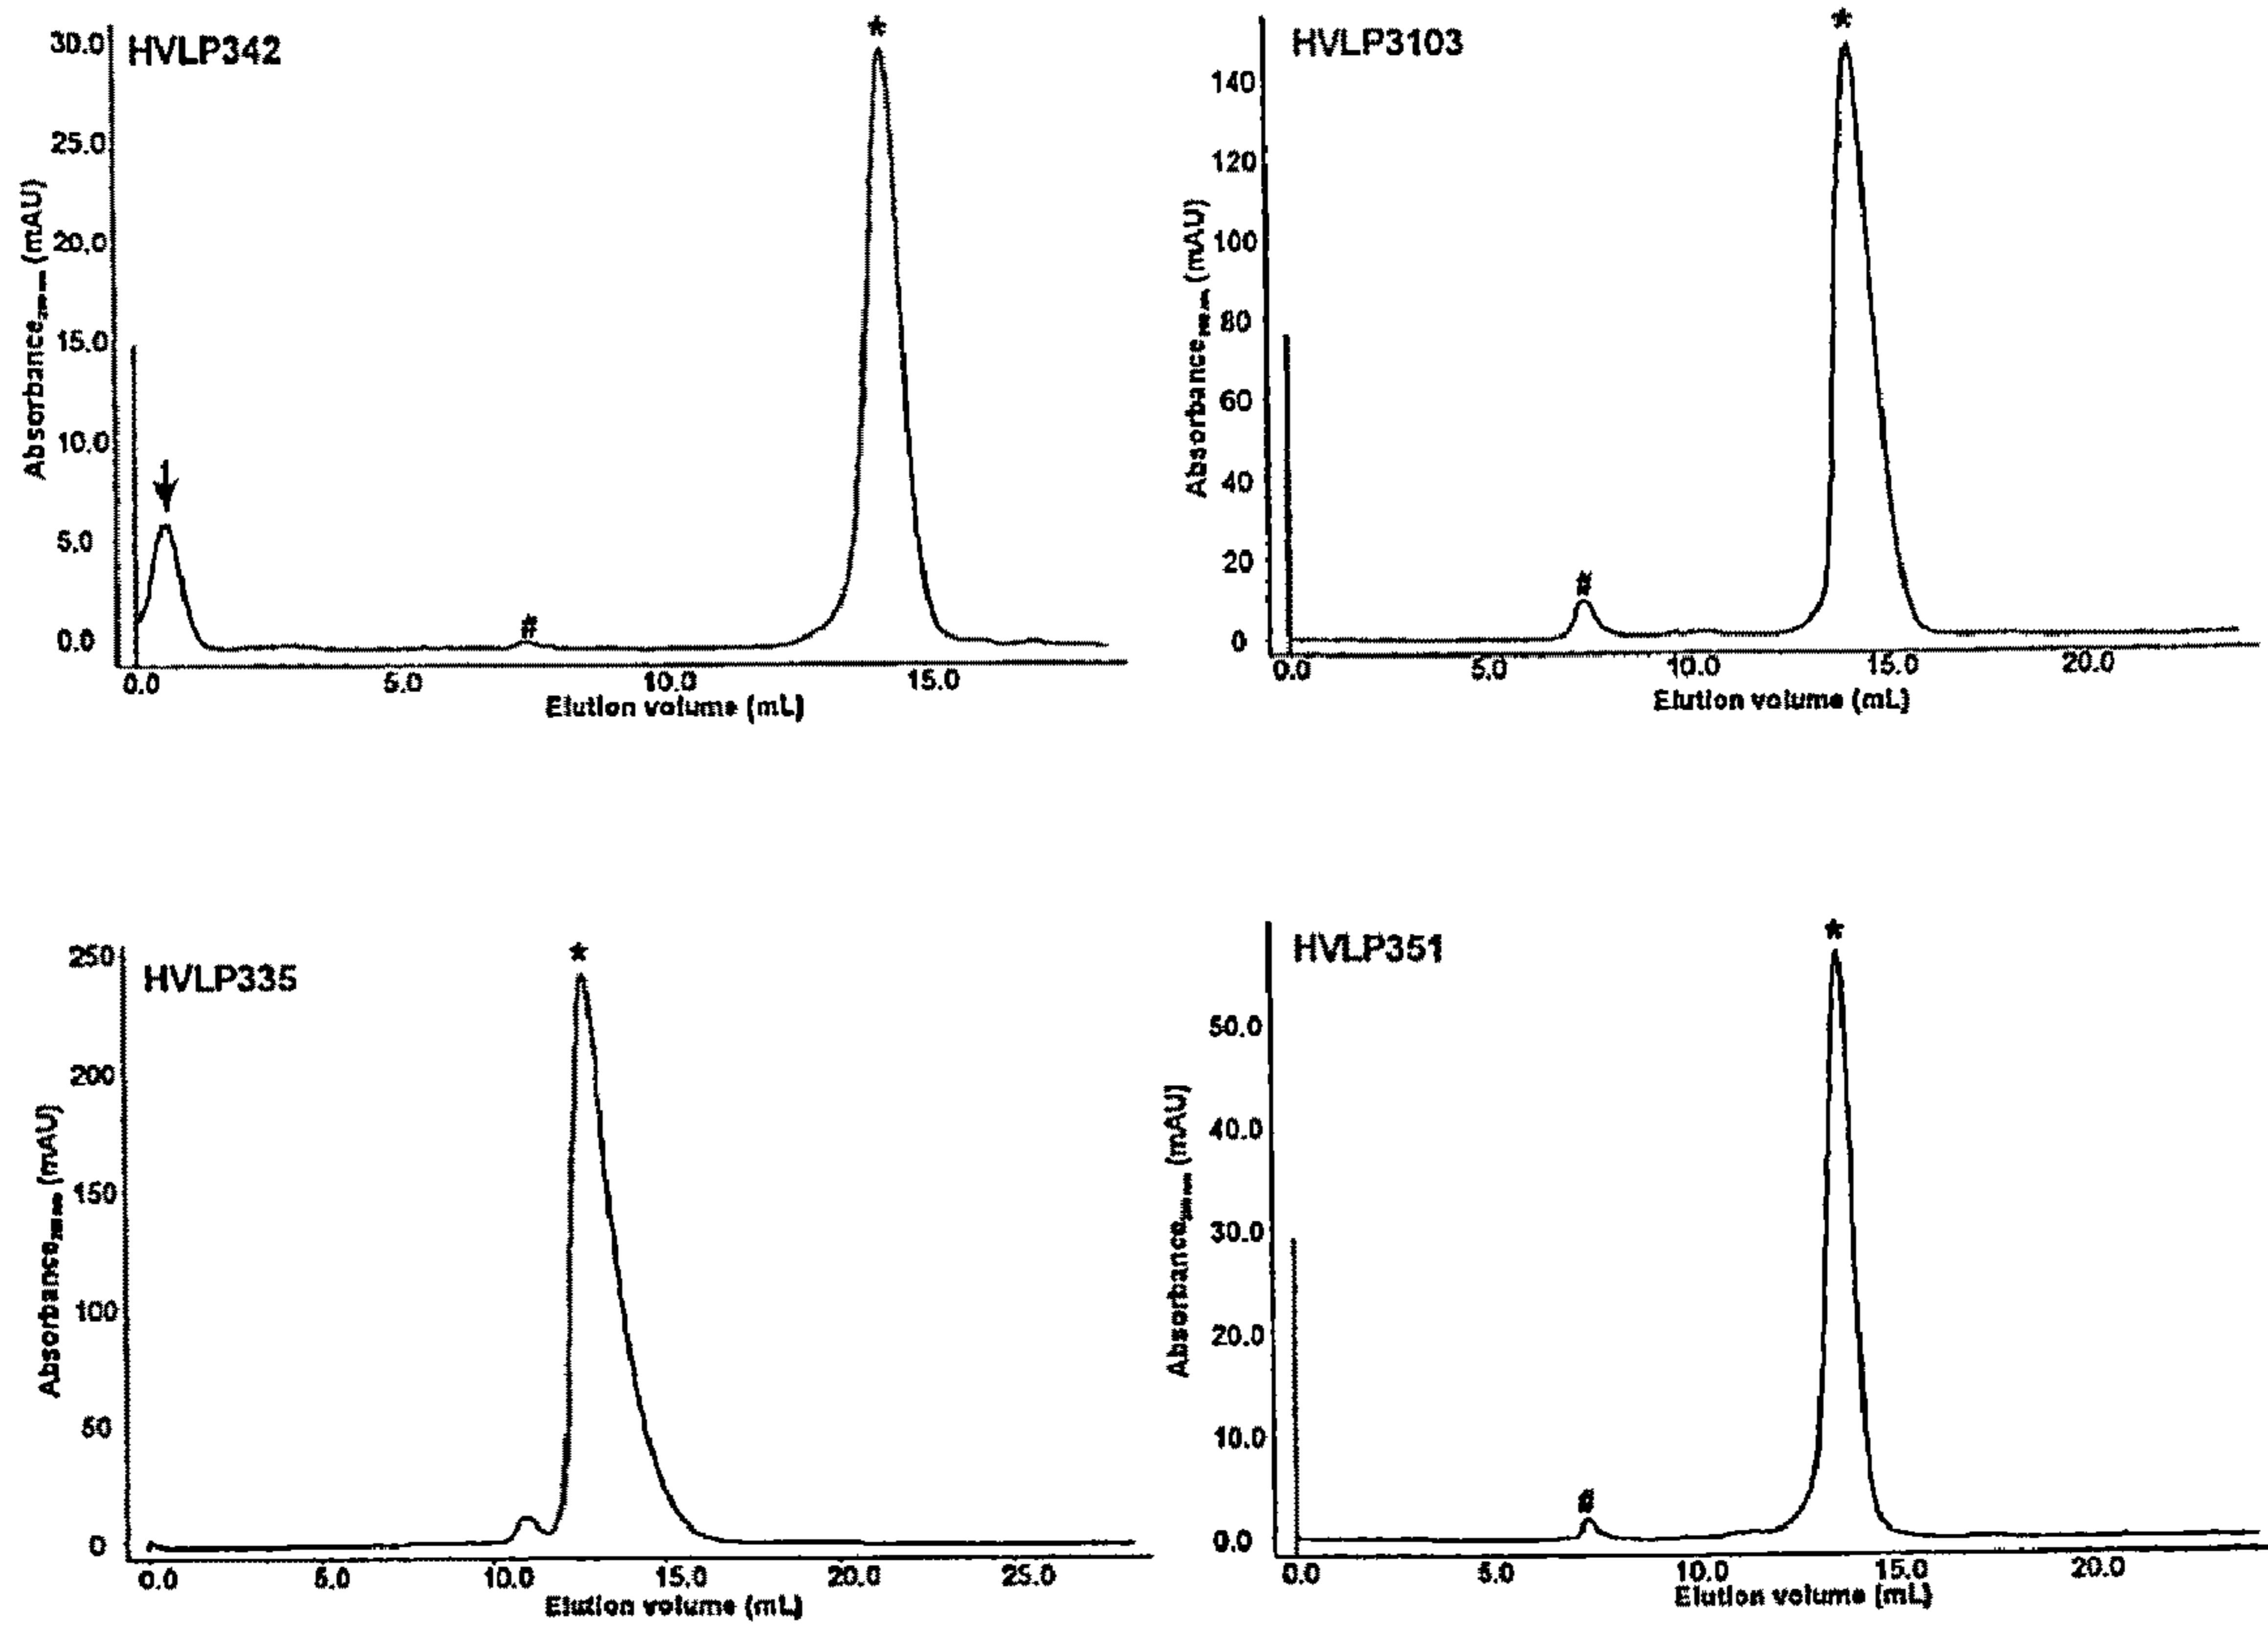 *
30.0
HVLP342
25.0
20.0
15.0
10.0
5.0
0.0
#
Absorbance (mAU)
0.0 5.0 10.0 15.0
Elution volume (mL)
*
HVLP3103
140
120
100
80
60
40
20
0
Absorbance (mAU)
0.0 5.0 10.0 15.0 20.0
Elution volume (mL)
*
250
HVLP335
200
150
100
50
0
Absorbance (mAU)
0.0 5.0 10.0 15.0 20.0 25.0
Elution volume (mL)
*
HVLP351
50.0
40.0
30.0
20.0
10.0
0.0
Absorbance (mAU)
0.0 5.0 10.0 15.0 20.0
Elution volume (mL)